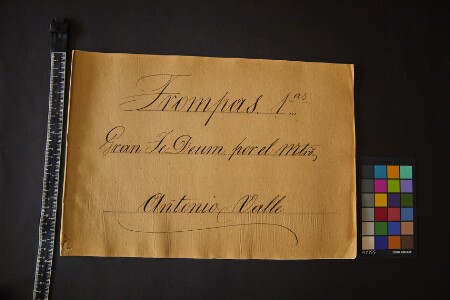 Trompas. 1.as
Gran Te Deum, por el Mtro,
Antonio Valle